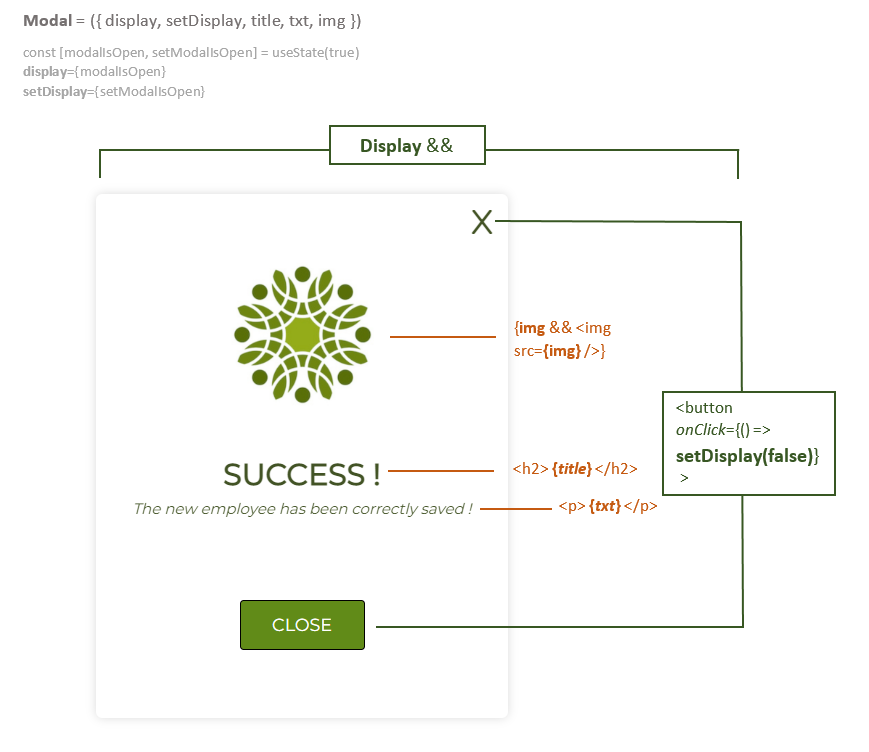 Modal = ({ display, setDisplay, title, txt, img })
const [modalIsOpen, setModalIsOpen] = useState(true)
display={modalIsOpen}
setDisplay={setModalIsOpen}
Display &&
X
{img && <img
src={img} />}
<button
onClick={() =>
setDisplay(false)}
>
SUCCESS !
<h2> {title} </h2>
The new employee has been correctly saved !
<p> {txt} </p>
CLOSE